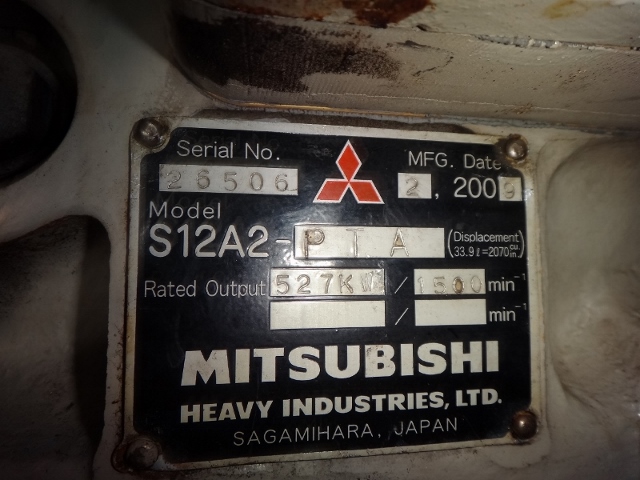 Serial No. MFG. Date
26506 2, 2009
Model
S12A2-PTA (Displacement 33.9ℓ=2070 cu. in.)
Rated Output 527KW / 1500 min⁻¹
/ min⁻¹
MITSUBISHI
HEAVY INDUSTRIES, LTD.
SAGAMIHARA, JAPAN